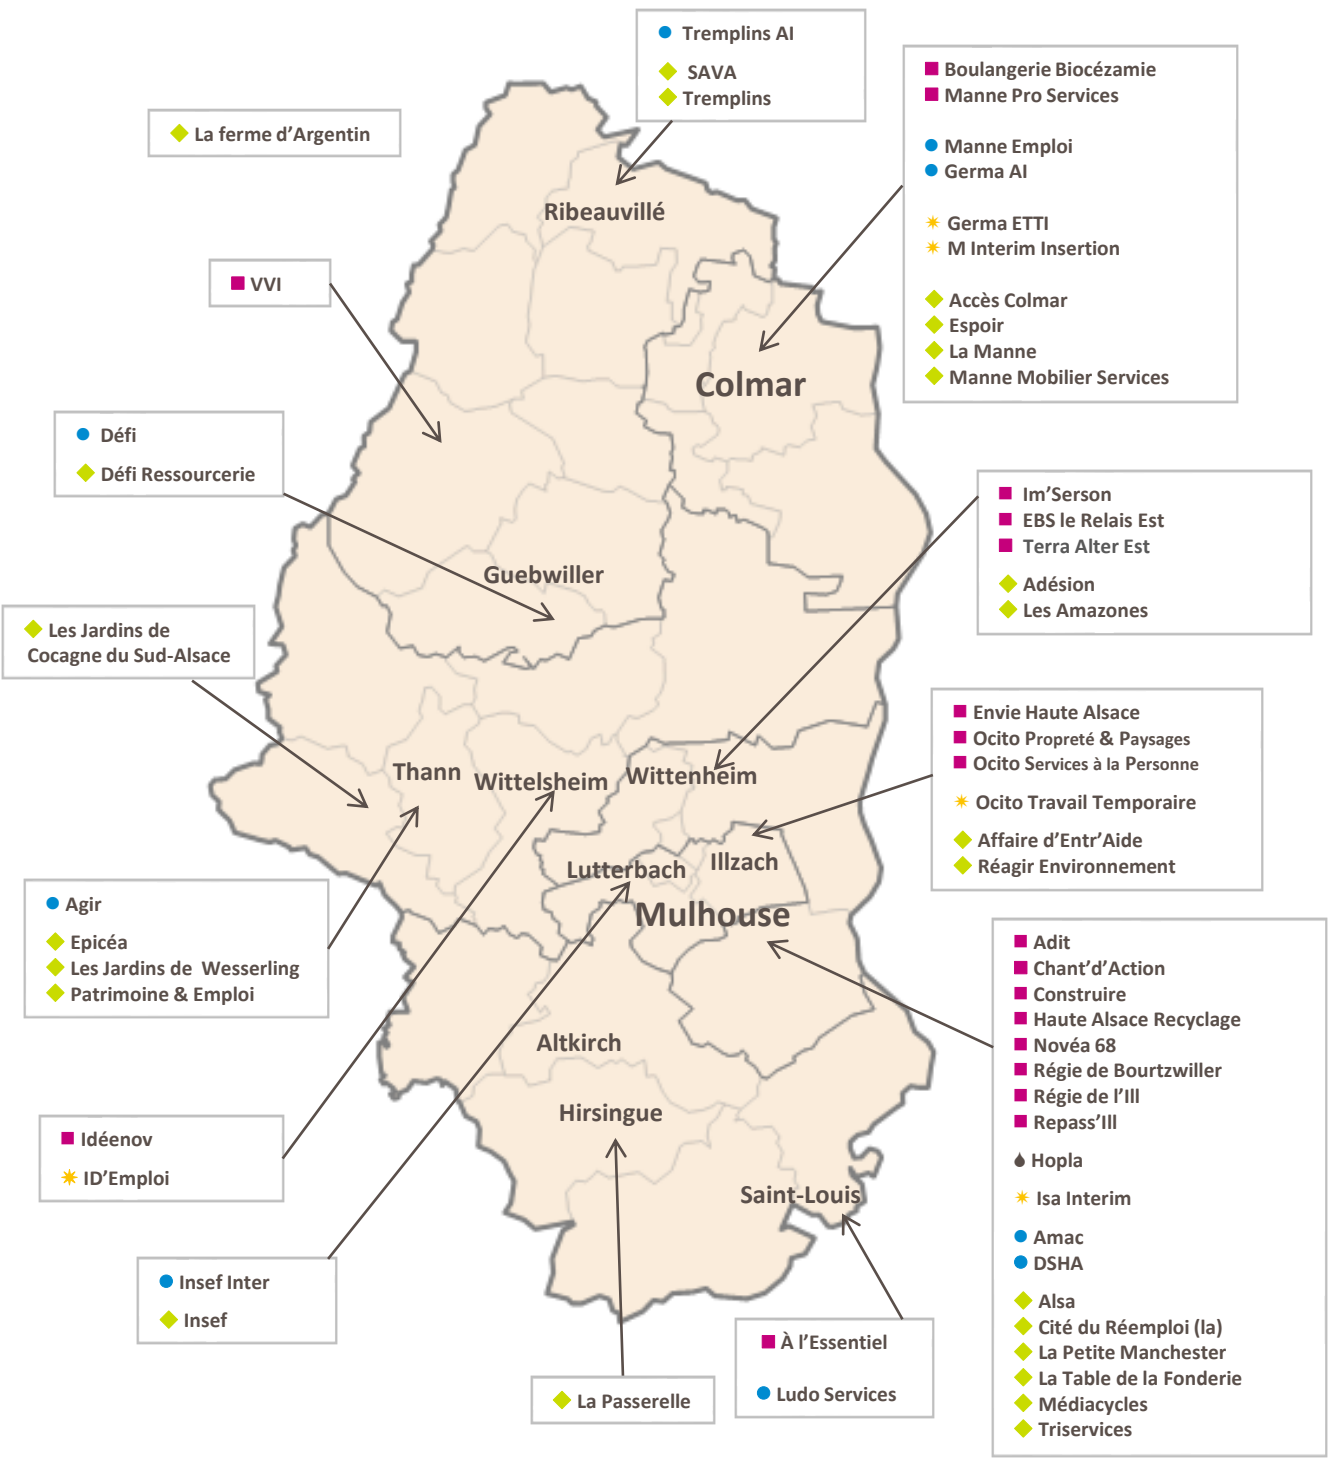 Tremplins AI
SAVA
Tremplins
Boulangerie Biocézamie
Manne Pro Services
Manne Emploi
Germa AI
Germa ETTI
M Interim Insertion
Accès Colmar
Espoir
La Manne
Manne Mobilier Services
La ferme d’Argentin
Ribeauvillé
VVI
Colmar
Défi
Défi Ressourcerie
Im’Serson
EBS le Relais Est
Terra Alter Est
Adésion
Les Amazones
Guebwiller
Les Jardins de
Cocagne du Sud-Alsace
Envie Haute Alsace
Ocito Propreté & Paysages
Ocito Services à la Personne
Ocito Travail Temporaire
Affaire d’Entr’Aide
Réagir Environnement
Thann
Wittelsheim
Wittenheim
Lutterbach
Illzach
Mulhouse
Agir
Epicéa
Les Jardins de Wesserling
Patrimoine & Emploi
Adit
Chant’d’Action
Construire
Haute Alsace Recyclage
Novéa 68
Régie de Bourtzwiller
Régie de l’Ill
Repass’Ill
Hopla
Isa Interim
Amac
DSHA
Alsa
Cité du Réemploi (la)
La Petite Manchester
La Table de la Fonderie
Médiacycles
Triservices
Altkirch
Hirsingue
Idéenov
ID’Emploi
Saint-Louis
Insef Inter
Insef
À l’Essentiel
Ludo Services
La Passerelle